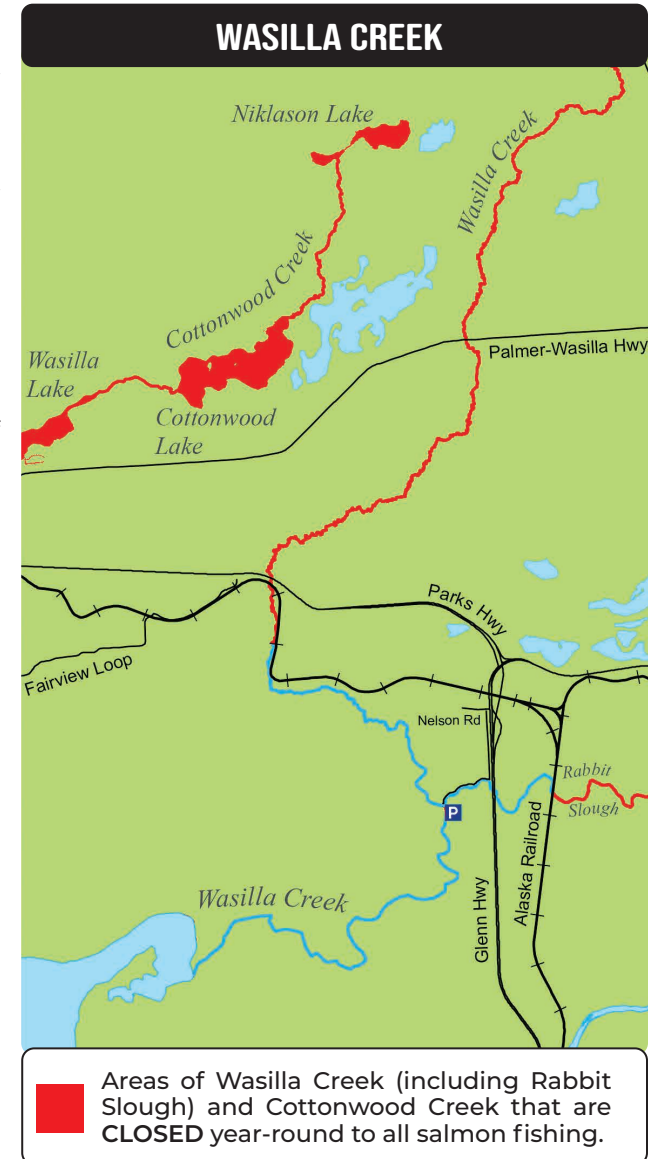 WASILLA CREEK
Niklason Lake
Wasilla Creek
Cottonwood Creek
Palmer-Wasilla Hwy
Wasilla
Lake
Cottonwood
Lake
Parks Hwy
Fairview Loop
Nelson Rd
Rabbit
Slough
P
Alaska Railroad
Glenn Hwy
Wasilla Creek
Areas of Wasilla Creek (including Rabbit
Slough) and Cottonwood Creek that are
CLOSED year-round to all salmon fishing.